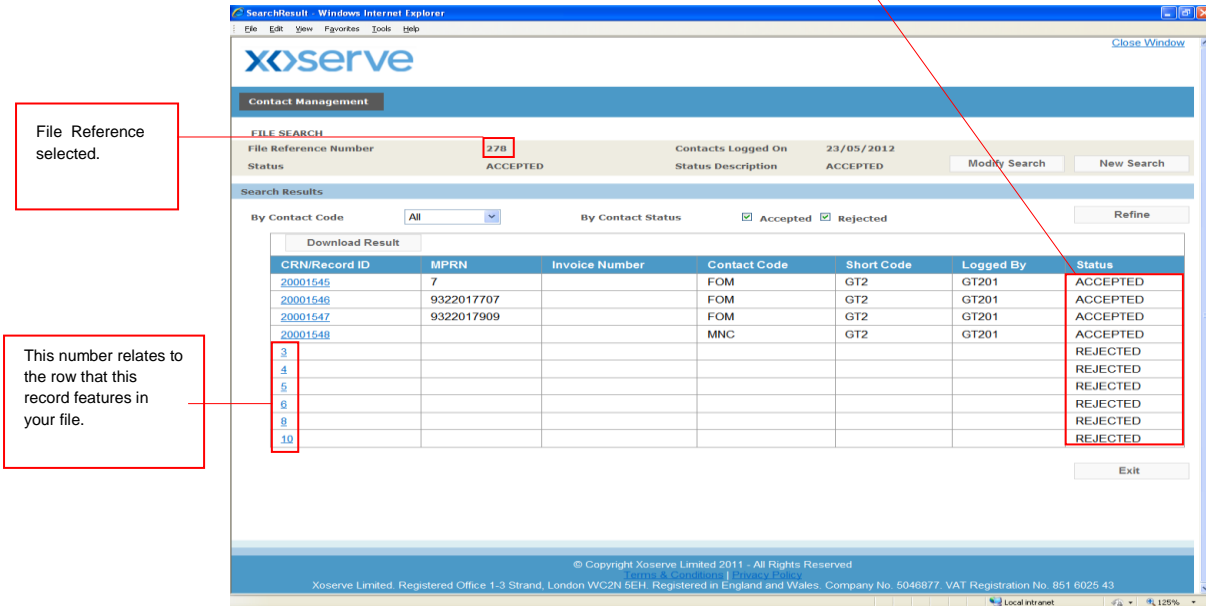 SearchResult - Windows Internet Explorer
File Edit View Favorites Tools Help
Close Window
xoserve
Contact Management
File Reference selected.
FILE SEARCH
File Reference Number 278 Contacts Logged On 23/05/2012
Status ACCEPTED Status Description ACCEPTED Modify Search New Search
Search Results
By Contact Code All By Contact Status Accepted Rejected Refine
Download Result
CRN/Record ID MPRN Invoice Number Contact Code Short Code Logged By Status
20001545 7 FOM GT2 GT201 ACCEPTED
20001546 9322017707 FOM GT2 GT201 ACCEPTED
20001547 9322017909 FOM GT2 GT201 ACCEPTED
20001548 MNC GT2 GT201 ACCEPTED
3 REJECTED
4 REJECTED
5 REJECTED
6 REJECTED
8 REJECTED
10 REJECTED
This number relates to
the row that this
record features in
your file.
Exit
© Copyright Xoserve Limited 2011 - All Rights Reserved
Terms & Conditions | Privacy Policy
Xoserve Limited. Registered Office 1-3 Strand, London WC2N 5EH. Registered in England and Wales. Company No. 5046877. VAT Registration No. 851 6025 43
Local intranet 125%